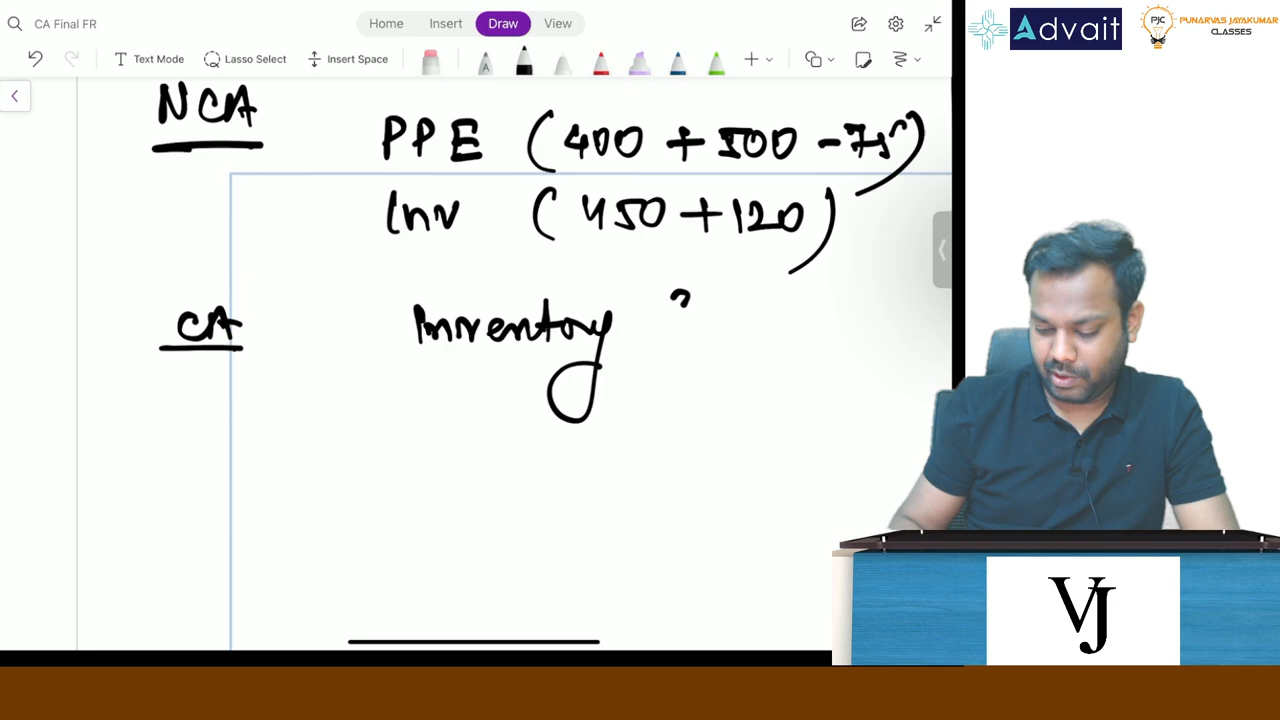 CA Final FR
Home Insert Draw View
Text Mode Lasso Select Insert Space
A
Advait
PJC PUNARVAS JAYAKUMAR CLASSES
NCA
PPE (400 + 500 - 75)
Inv (450 + 120)
CA Inventory
VJ